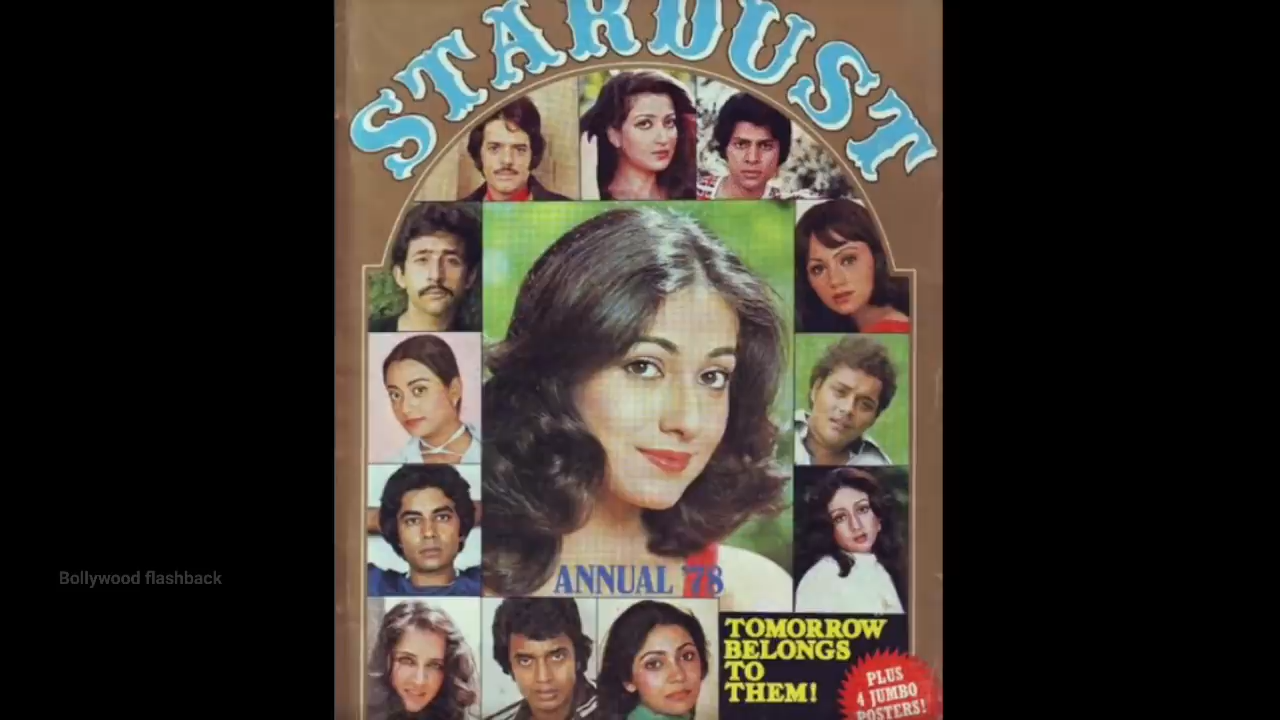 STARDUST
ANNUAL '78
Bollywood flashback
TOMORROW
BELONGS
TO
THEM!
PLUS
4 JUMBO
POSTERS!